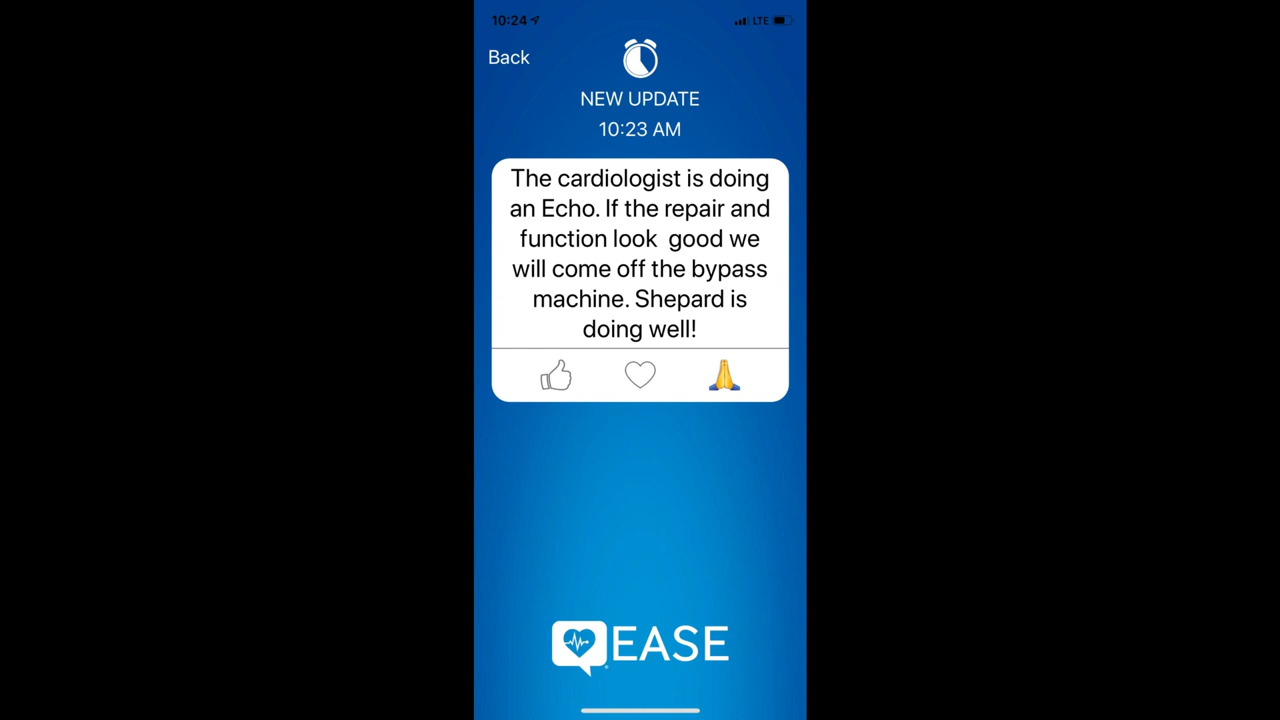 10:24
LTE
Back
NEW UPDATE
10:23 AM
The cardiologist is doing
an Echo. If the repair and
function look  good we
will come off the bypass
machine. Shepard is
doing well!
EASE